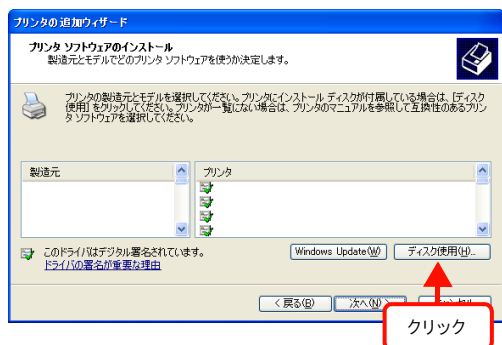 プリンタの追加ウィザード
プリンタ ソフトウェアのインストール
製造元とモデルでどのプリンタ ソフトウェアを使うか決定します。
プリンタの製造元とモデルを選択してください。プリンタにインストール ディスクが付属している場合は、[ディスク
使用] をクリックしてください。プリンタが一覧にない場合は、プリンタのマニュアルを参照して互換性のあるプリン
タ ソフトウェアを選択してください。
製造元
プリンタ
このドライバはデジタル署名されています。
ドライバの署名が重要な理由
Windows Update(W)
ディスク使用(H)...
< 戻る(B)
次へ(N) >
クリック